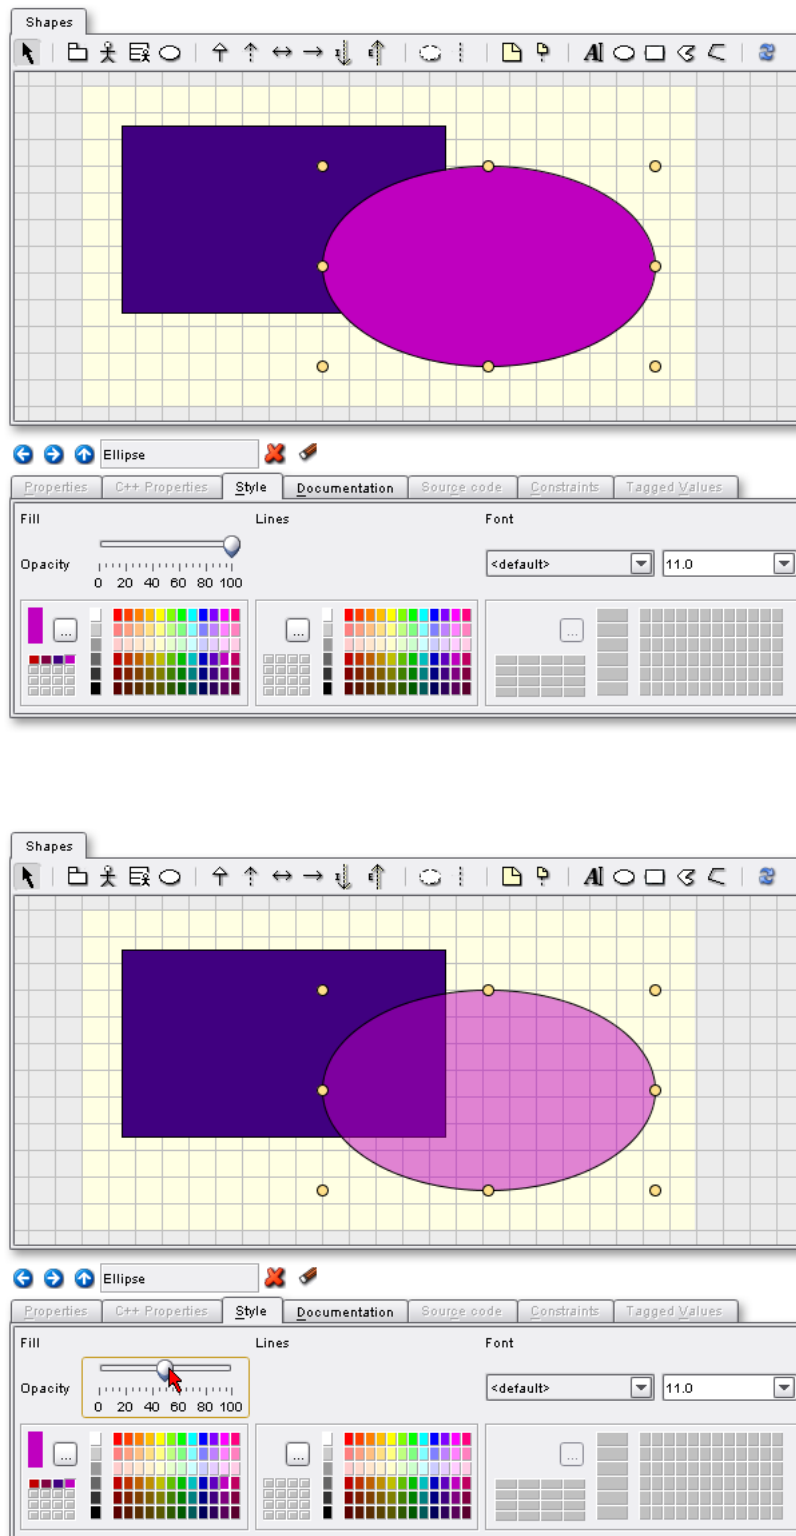 Shapes
A
Ellipse
Properties C++ Properties Style Documentation Source code Constraints Tagged Values
Fill Lines Font
Opacity <default> 11.0
0 20 40 60 80 100
... ... ...
Shapes
A
Ellipse
Properties C++ Properties Style Documentation Source code Constraints Tagged Values
Fill Lines Font
Opacity <default> 11.0
0 20 40 60 80 100
... ... ...